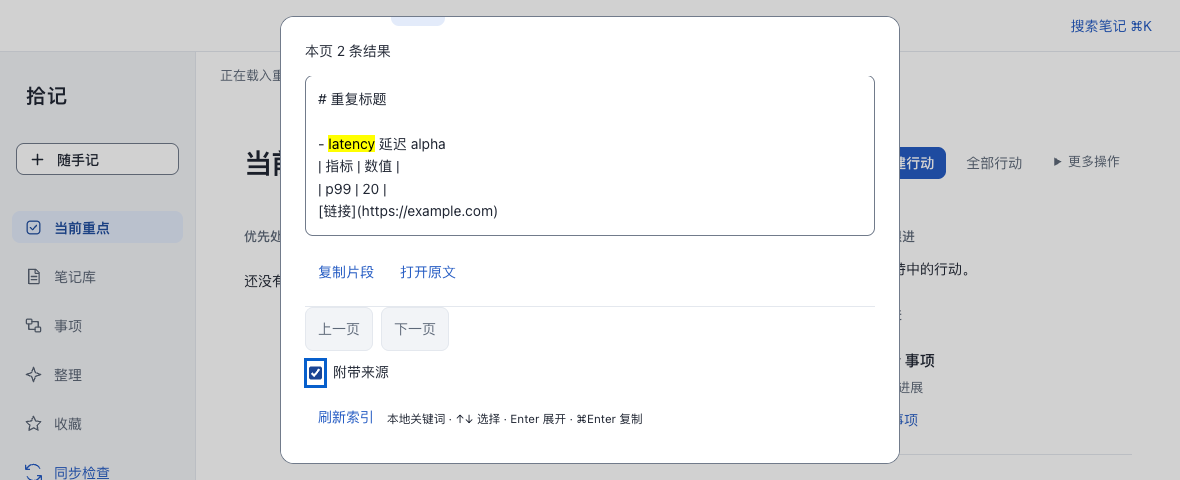 搜索笔记 ⌘K
拾记
随手记
当前重点
笔记库
事项
整理
收藏
同步检查
正在载入
当
优先处
还没有
本页 2 条结果
# 重复标题
- latency 延迟 alpha
| 指标 | 数值 |
| p99 | 20 |
[链接](https://example.com)
复制片段 打开原文
上一页 下一页
附带来源
刷新索引 本地关键词 · ↑↓ 选择 · Enter 展开 · ⌘Enter 复制
行动 全部行动 ▶ 更多操作
进
中的行动。
事项
进展
事项